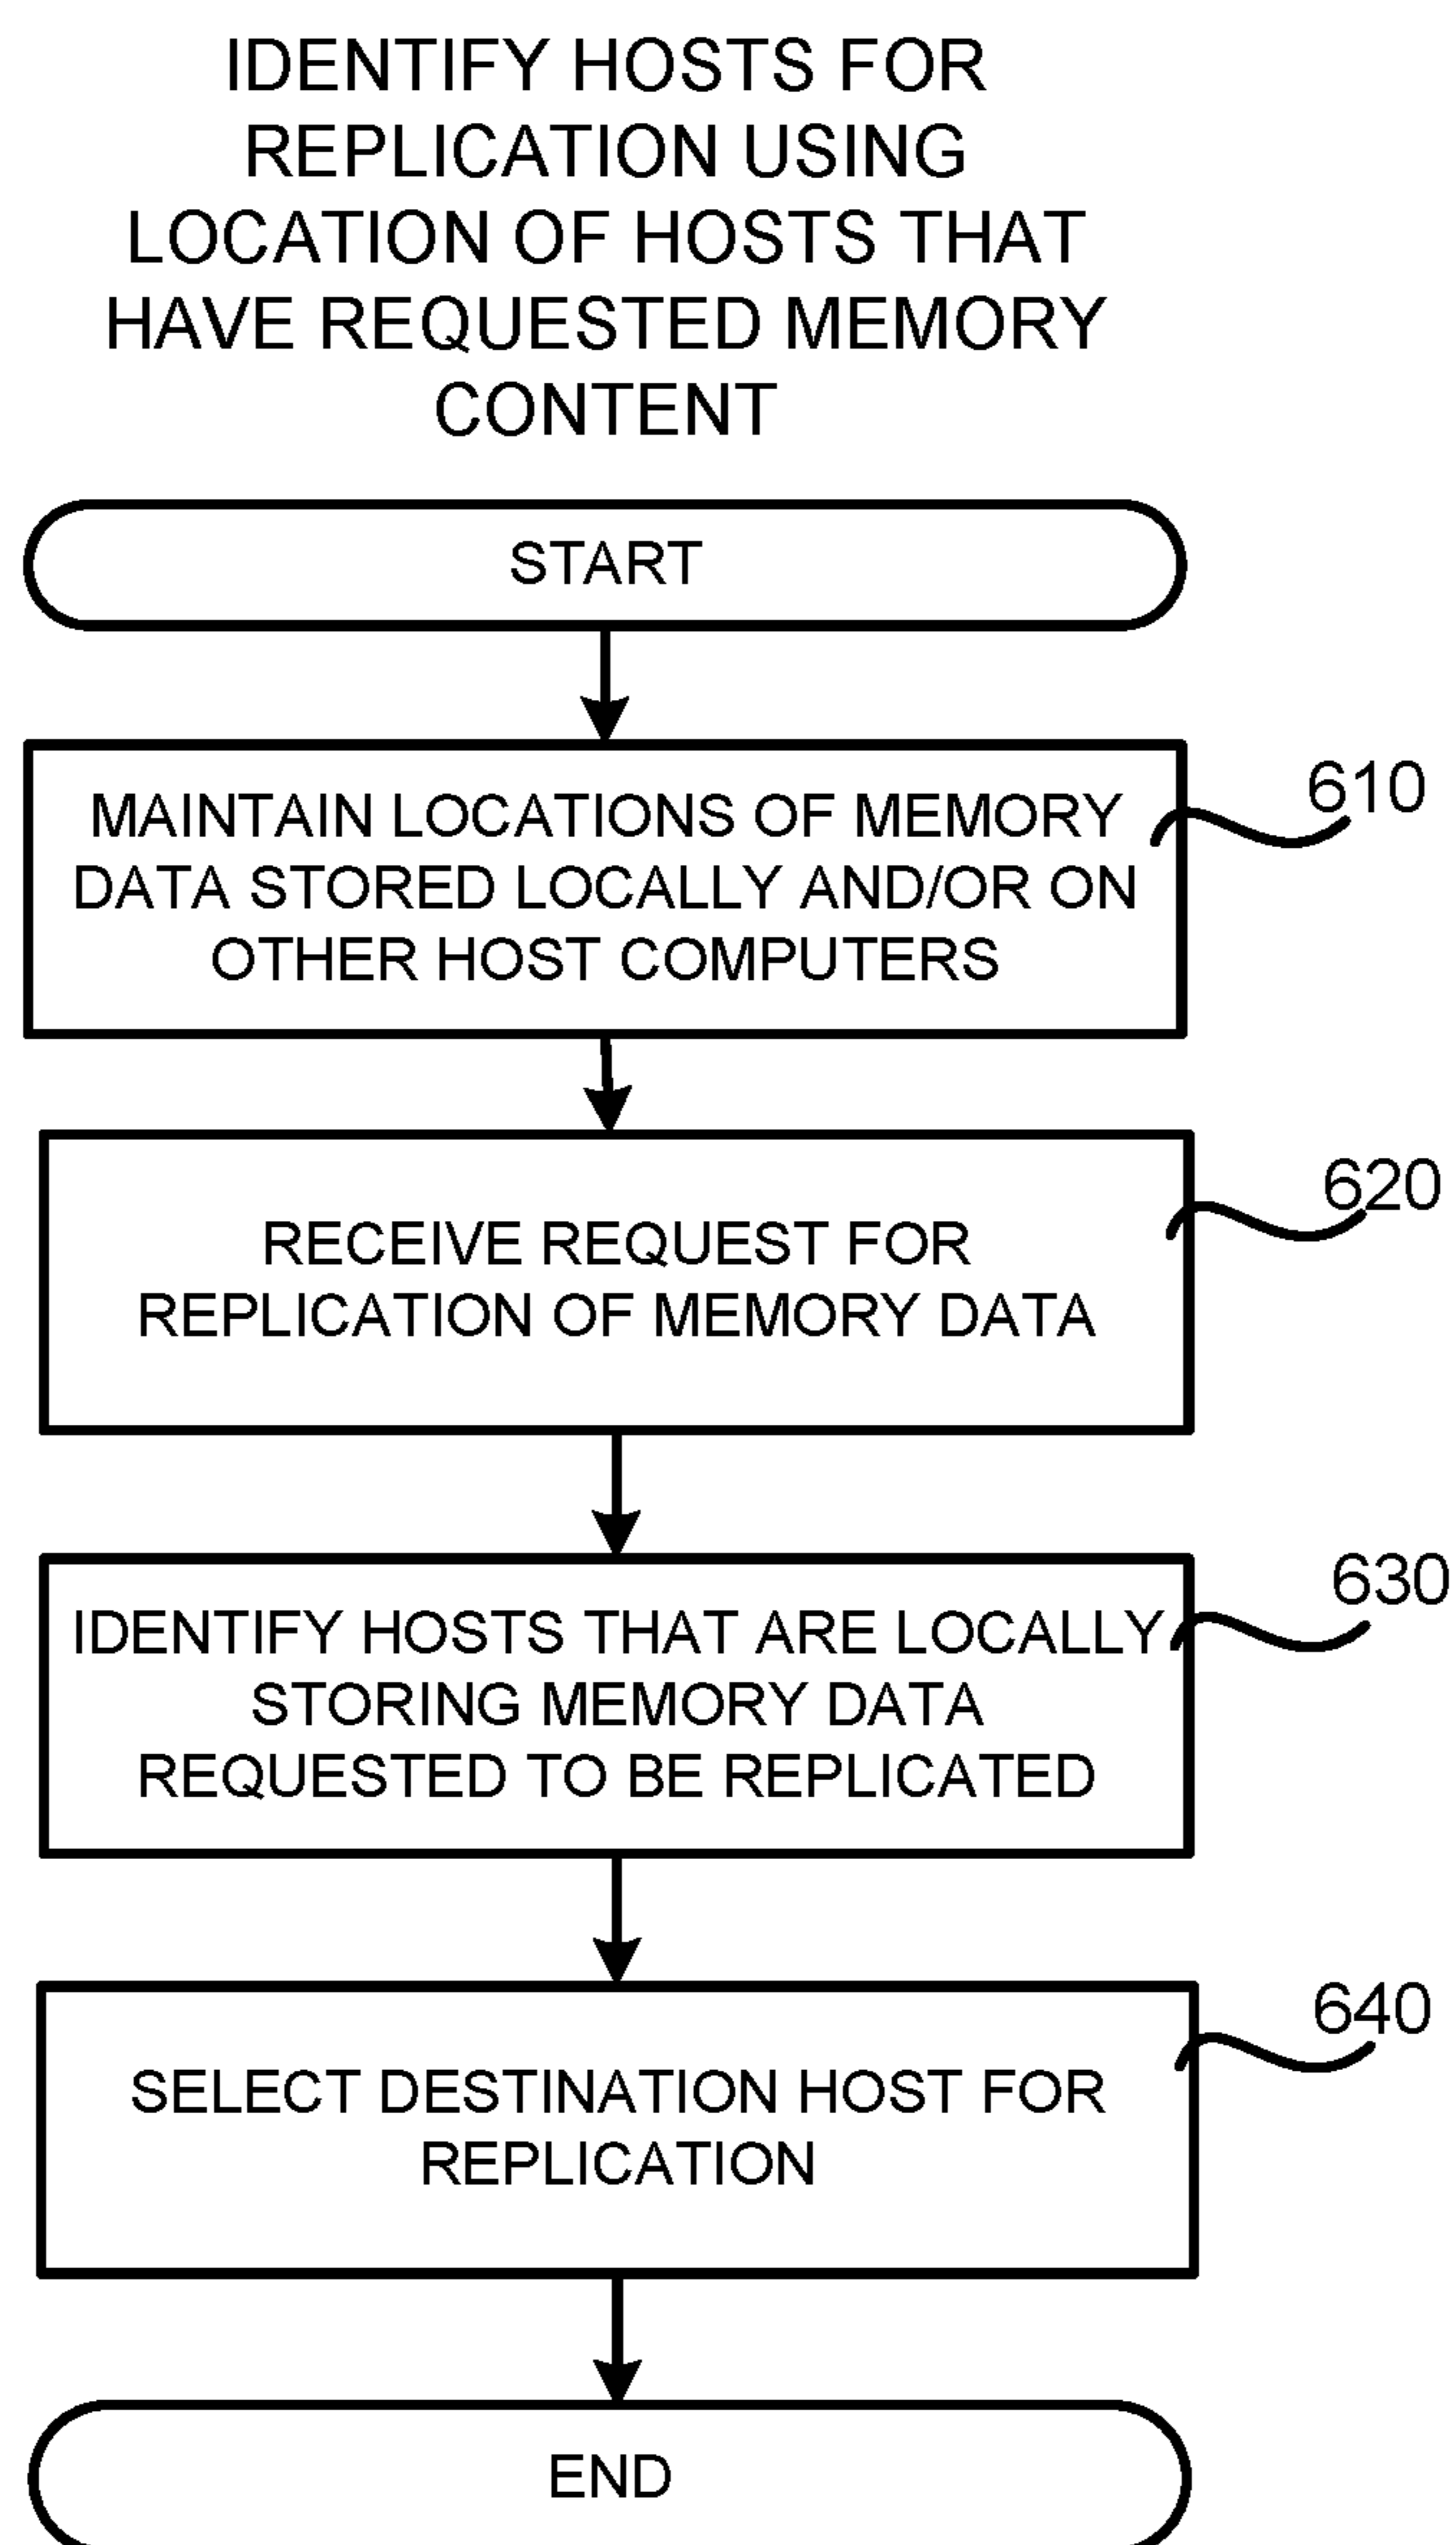 IDENTIFY HOSTS FOR
REPLICATION USING
LOCATION OF HOSTS THAT
HAVE REQUESTED MEMORY
CONTENT
START
MAINTAIN LOCATIONS OF MEMORY
DATA STORED LOCALLY AND/OR ON
OTHER HOST COMPUTERS
610
RECEIVE REQUEST FOR
REPLICATION OF MEMORY DATA
620
IDENTIFY HOSTS THAT ARE LOCALLY
STORING MEMORY DATA
REQUESTED TO BE REPLICATED
630
SELECT DESTINATION HOST FOR
REPLICATION
640
END